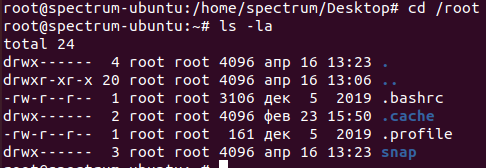 root@spectrum-ubuntu:/home/spectrum/Desktop# cd /root
root@spectrum-ubuntu:~# ls -la
total 24
drwx------  4 root root 4096 апр 16 13:23 .
drwxr-xr-x 20 root root 4096 апр 16 13:06 ..
-rw-r--r--  1 root root 3106 дек  5  2019 .bashrc
drwx------  2 root root 4096 фев 23 15:50 .cache
-rw-r--r--  1 root root  161 дек  5  2019 .profile
drwx------  3 root root 4096 апр 16 13:23 snap